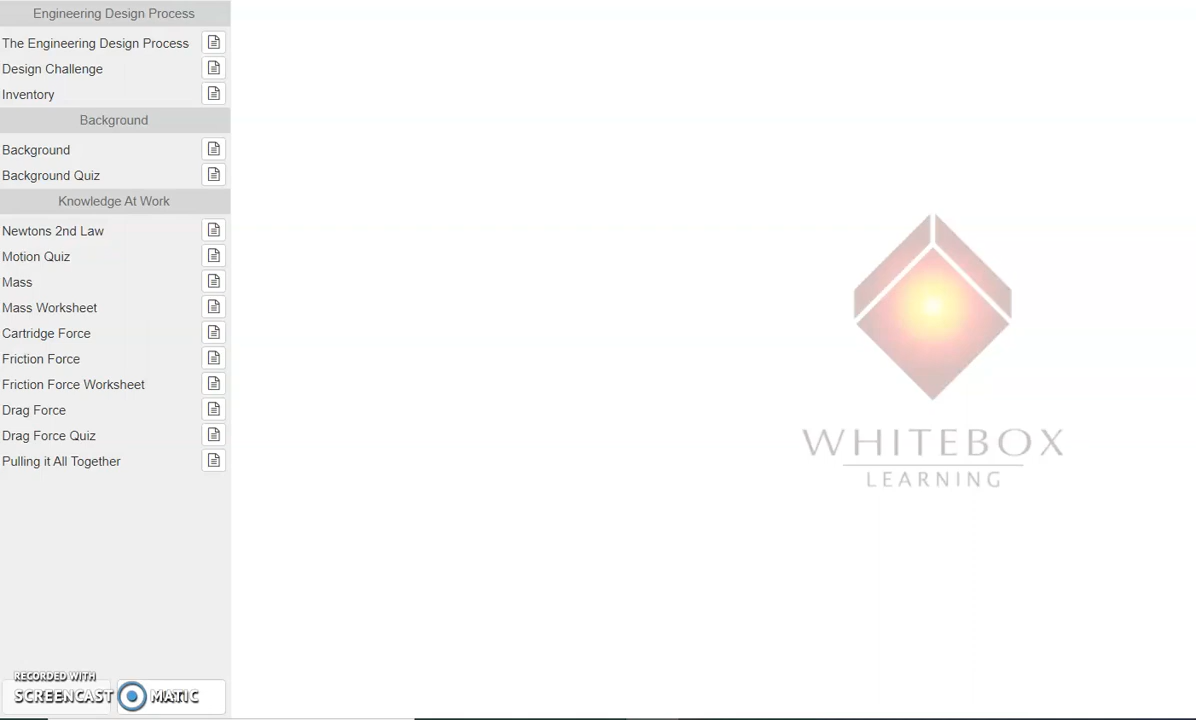 Engineering Design Process
The Engineering Design Process
Design Challenge
Inventory
Background
Background
Background Quiz
Knowledge At Work
Newtons 2nd Law
Motion Quiz
Mass
Mass Worksheet
Cartridge Force
Friction Force
Friction Force Worksheet
Drag Force
Drag Force Quiz
Pulling it All Together
WHITEBOX
LEARNING
RECORDED WITH
SCREENCAST MATIC